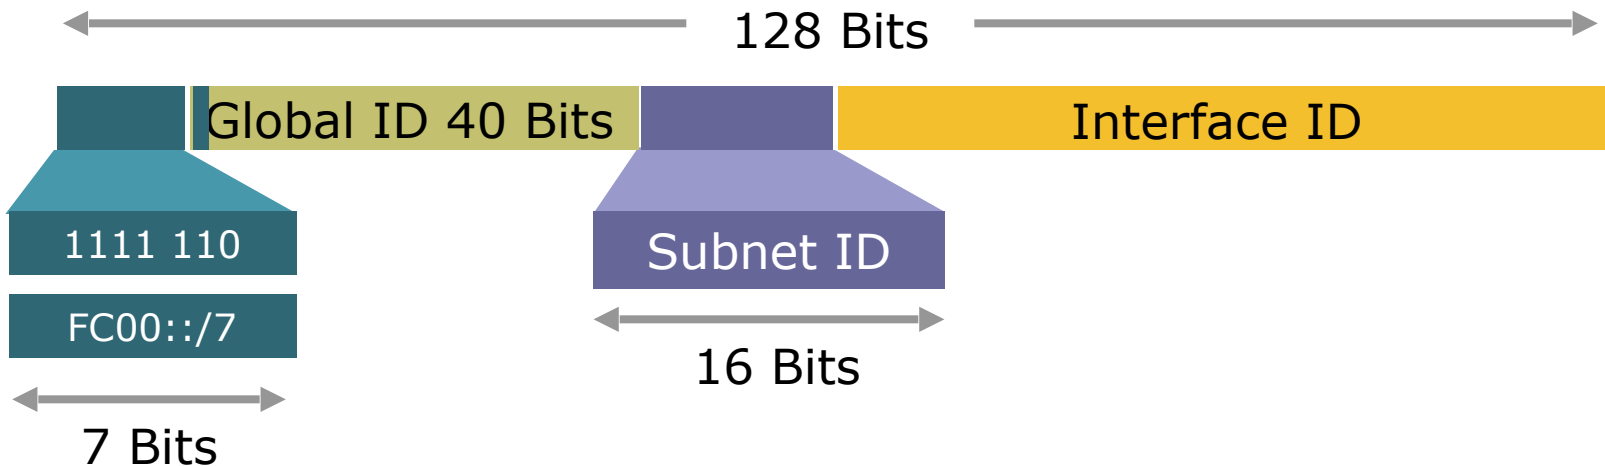 128 Bits
Global ID 40 Bits
Interface ID
1111 110
Subnet ID
FC00::/7
16 Bits
7 Bits